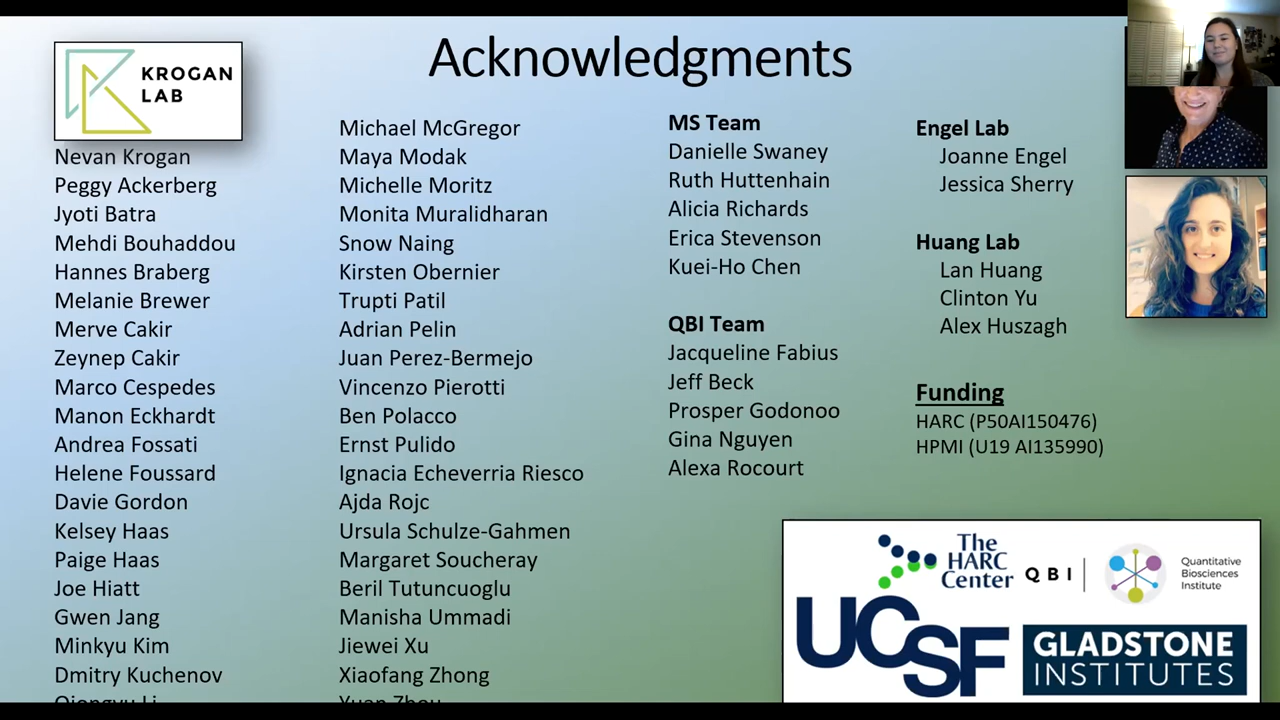 Acknowledgments
KROGAN
LAB
Nevan Krogan
Peggy Ackerberg
Jyoti Batra
Mehdi Bouhaddou
Hannes Braberg
Melanie Brewer
Merve Cakir
Zeynep Cakir
Marco Cespedes
Manon Eckhardt
Andrea Fossati
Helene Foussard
Davie Gordon
Kelsey Haas
Paige Haas
Joe Hiatt
Gwen Jang
Minkyu Kim
Dmitry Kuchenov
Qiongyu Li
Michael McGregor
Maya Modak
Michelle Moritz
Monita Muralidharan
Snow Naing
Kirsten Obernier
Trupti Patil
Adrian Pelin
Juan Perez-Bermejo
Vincenzo Pierotti
Ben Polacco
Ernst Pulido
Ignacia Echeverria Riesco
Ajda Rojc
Ursula Schulze-Gahmen
Margaret Soucheray
Beril Tutuncuoglu
Manisha Ummadi
Jiewei Xu
Xiaofang Zhong
Yuan Zhou
MS Team
Danielle Swaney
Ruth Huttenhain
Alicia Richards
Erica Stevenson
Kuei-Ho Chen
QBI Team
Jacqueline Fabius
Jeff Beck
Prosper Godonoo
Gina Nguyen
Alexa Rocourt
Engel Lab
Joanne Engel
Jessica Sherry
Huang Lab
Lan Huang
Clinton Yu
Alex Huszagh
Funding
HARC (P50AI150476)
HPMI (U19 AI135990)
The
HARC
Center
QBI
Quantitative
Biosciences
Institute
UCSF
GLADSTONE
INSTITUTES